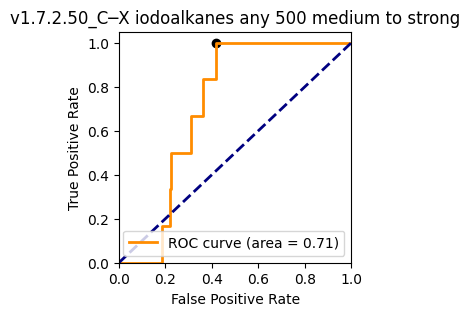 v1.7.2.50_C─X iodoalkanes any 500 medium to strong
1.0
0.8
0.6
0.4
0.2
0.0
True Positive Rate
ROC curve (area = 0.71)
0.0 0.2 0.4 0.6 0.8 1.0
False Positive Rate